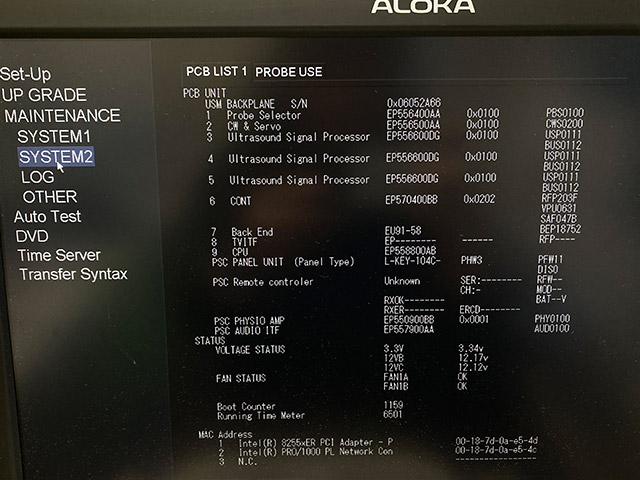 ALOKA
Set-Up
UP GRADE
MAINTENANCE
SYSTEM1
SYSTEM2
LOG
OTHER
Auto Test
DVD
Time Server
Transfer Syntax
PCB LIST 1 PROBE USE
PCB UNIT
USM BACKPLANE S/N 0x06052A66
1 Probe Selector EP556400AA 0x0100 PBS0100
2 CW & Servo EP556500AA 0x0100 CWS0200
3 Ultrasound Signal Processor EP556600DG 0x0100 USP0111
BUS0112
4 Ultrasound Signal Processor EP556600DG 0x0100 USP0111
BUS0112
5 Ultrasound Signal Processor EP556600DG 0x0100 USP0111
BUS0112
6 CONT EP570400BB 0x0202 RFP203F
VPU0631
SAF047B
7 Back End EU91-58 BEP18752
8 TVITF EP-------- ------ RFP----
9 CPU EP558800AB
PSC PANEL UNIT (Panel Type) L-KEY-104C- PHW3 PFW11
DIS0
PSC Remote controler Unknown SER:-------- RFW--
CH:- MOD--
RXOK-------- BAT--V
RXER-------- ERCD--------
PSC PHYSIO AMP EP550900BB 0x0001 PHY0100
PSC AUDIO ITF EP557900AA AUD0100
STATUS
VOLTAGE STATUS 3.3V 3.34v
12VB 12.17v
12VC 12.12v
FAN STATUS FAN1A OK
FAN1B OK
Boot Counter 1159
Running Time Meter 6501
MAC Address
1 Intel(R) 8255xER PCI Adapter - P 00-18-7d-0a-e5-4d
2 Intel(R) PRO/1000 PL Network Con 00-18-7d-0a-e5-4c
3 N.C. -----------------